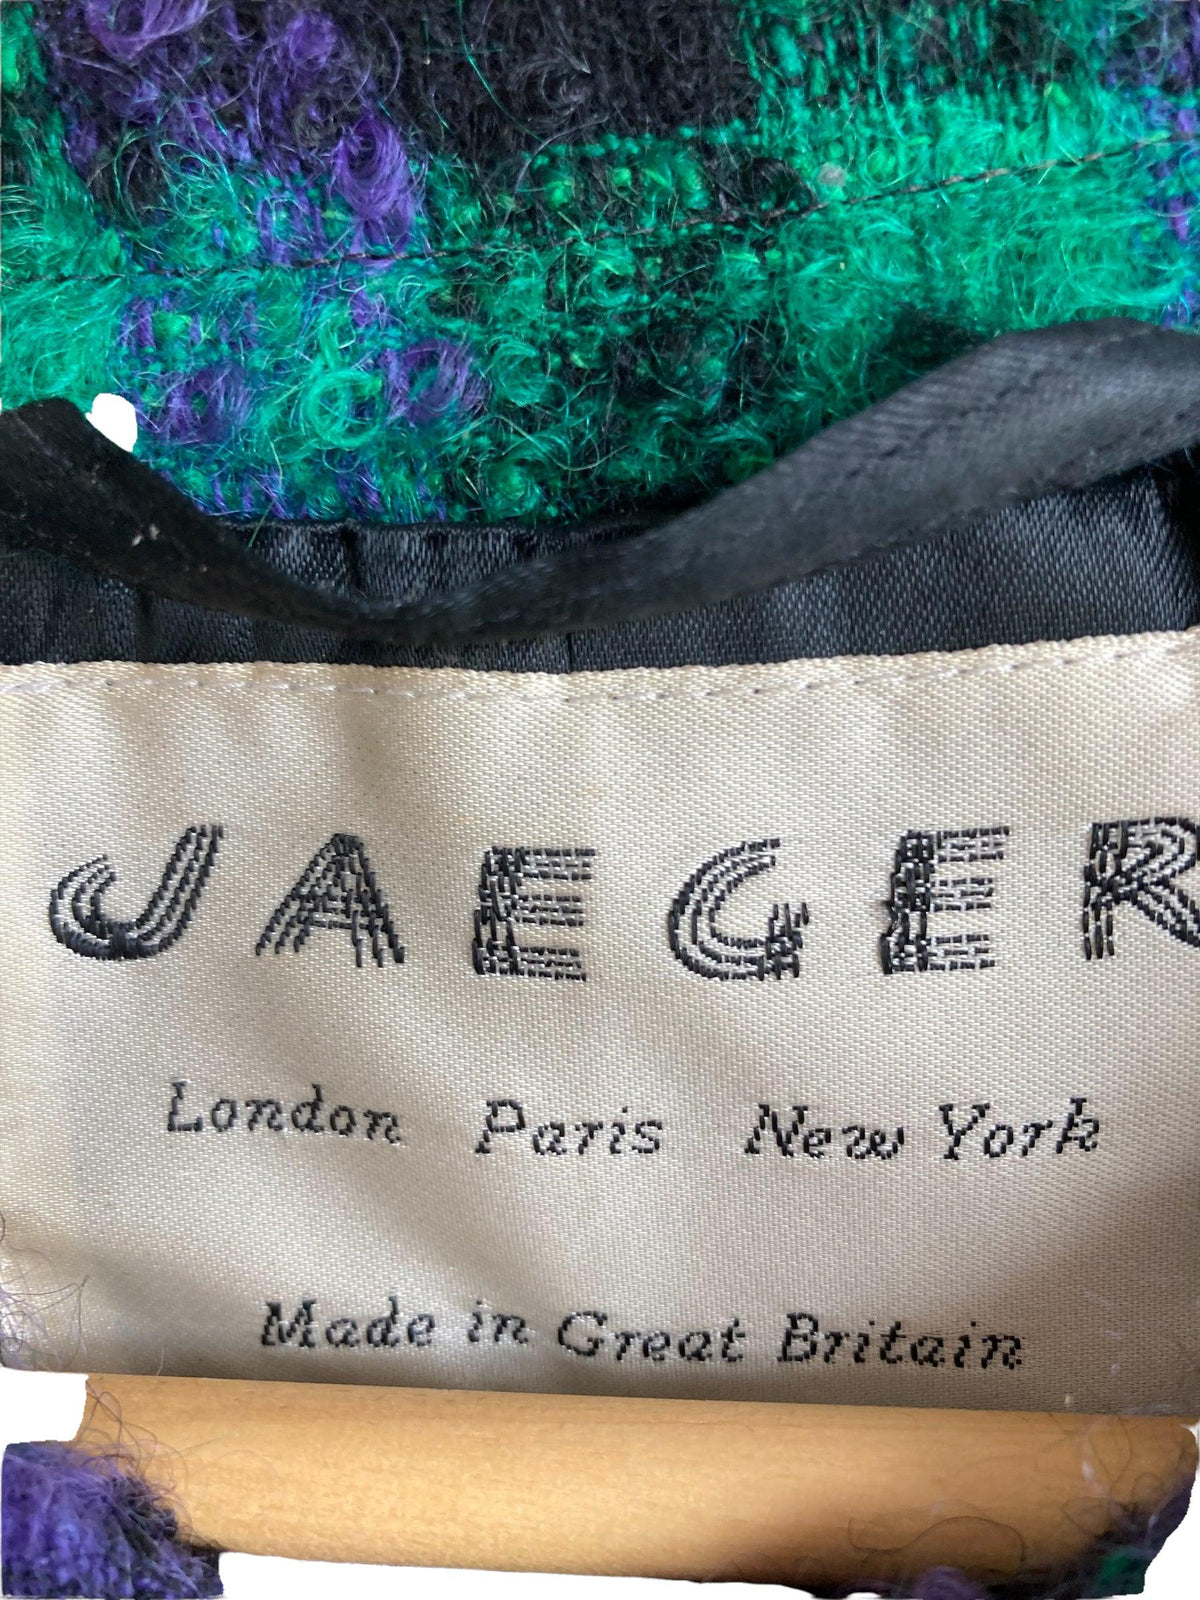 JAEGER
London Paris New York
Made in Great Britain